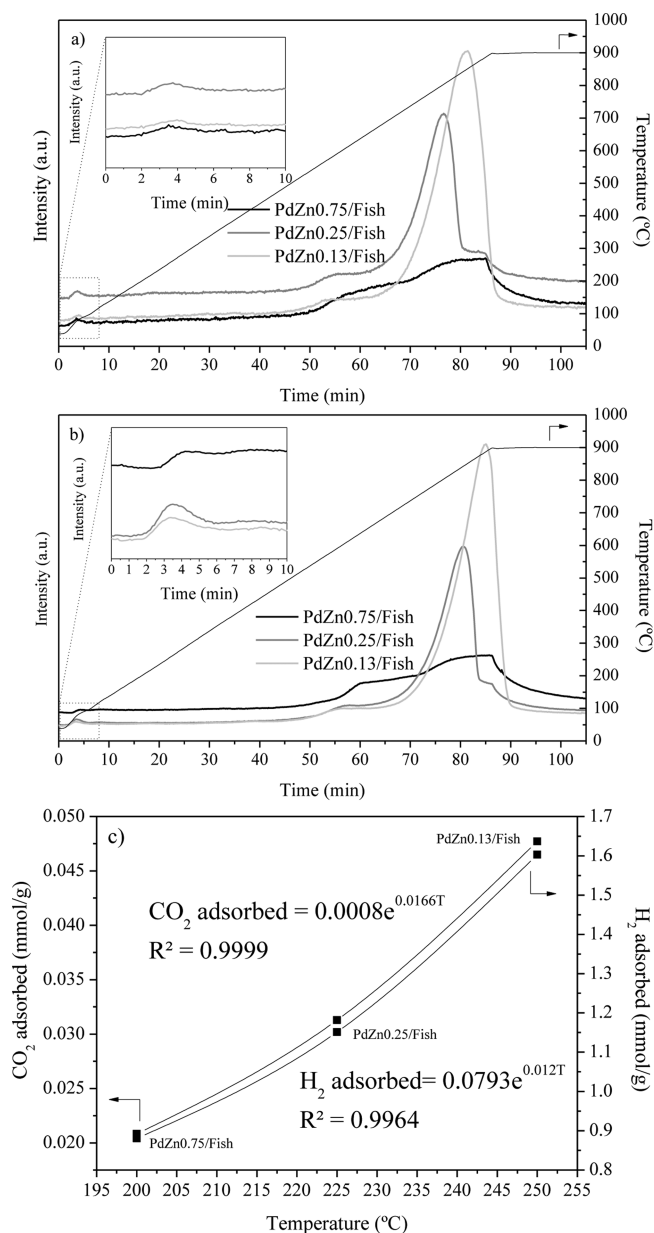 a)
Intensity (a.u.)
Intensity (a.u.)
0 2 4 6 8 10
Time (min)
PdZn0.75/Fish
PdZn0.25/Fish
PdZn0.13/Fish
1000
900
800
700
600
500
400
300
200
100
0
Temperature (ºC)
0 10 20 30 40 50 60 70 80 90 100
Time (min)
b)
Intensity (a.u.)
Intensity (a.u.)
0 1 2 3 4 5 6 7 8 9 10
Time (min)
PdZn0.75/Fish
PdZn0.25/Fish
PdZn0.13/Fish
1000
900
800
700
600
500
400
300
200
100
0
Temperature (ºC)
0 10 20 30 40 50 60 70 80 90 100
Time (min)
c)
0.050
0.045
0.040
0.035
0.030
0.025
0.020
CO2 adsorbed (mmol/g)
PdZn0.13/Fish
CO2 adsorbed = 0.0008e^0.0166T
R² = 0.9999
PdZn0.25/Fish
H2 adsorbed= 0.0793e^0.012T
R² = 0.9964
PdZn0.75/Fish
1.7
1.6
1.5
1.4
1.3
1.2
1.1
1.0
0.9
0.8
H2 adsorbed (mmol/g)
195 200 205 210 215 220 225 230 235 240 245 250 255
Temperature (ºC)